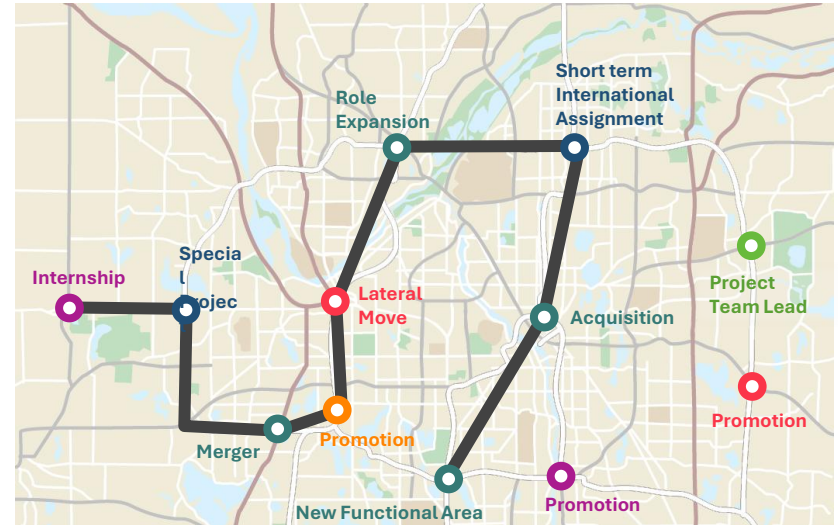 Short term
International
Assignment
Role
Expansion
Specia
l
Projec
Internship
Lateral
Move
Project
Team Lead
Acquisition
Promotion
Promotion
Merger
New Functional Area
Promotion